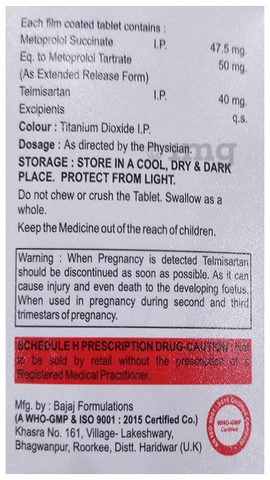 Each film coated tablet contains :
Metoprolol Succinate I.P. 47.5 mg.
Eq. to Metoprolol Tartrate 50 mg.
(As Extended Release Form)
Telmisartan I.P. 40 mg.
Excipients q.s.
Colour : Titanium Dioxide I.P.
Dosage : As directed by the Physician.
STORAGE : STORE IN A COOL, DRY & DARK
PLACE. PROTECT FROM LIGHT.
Do not chew or crush the Tablet. Swallow as a
whole.
Keep the Medicine out of the reach of children.
Warning : When Pregnancy is detected Telmisartan
should be discontinued as soon as possible. As it can
cause injury and even death to the developing foetus.
When used in pregnancy during second and third
trimestars of pregnancy.
SCHEDULE H PRESCRIPTION DRUG-CAUTION : Not
to be sold by retail without the prescription of a
Registered Medical Practitioner.
Mfg. by : Bajaj Formulations
(A WHO-GMP & ISO 9001 : 2015 Certified Co.)
Khasra No. 161, Village- Lakeshwary,
Bhagwanpur, Roorkee, Distt. Haridwar (U.K)
WHO-GMP
Certified